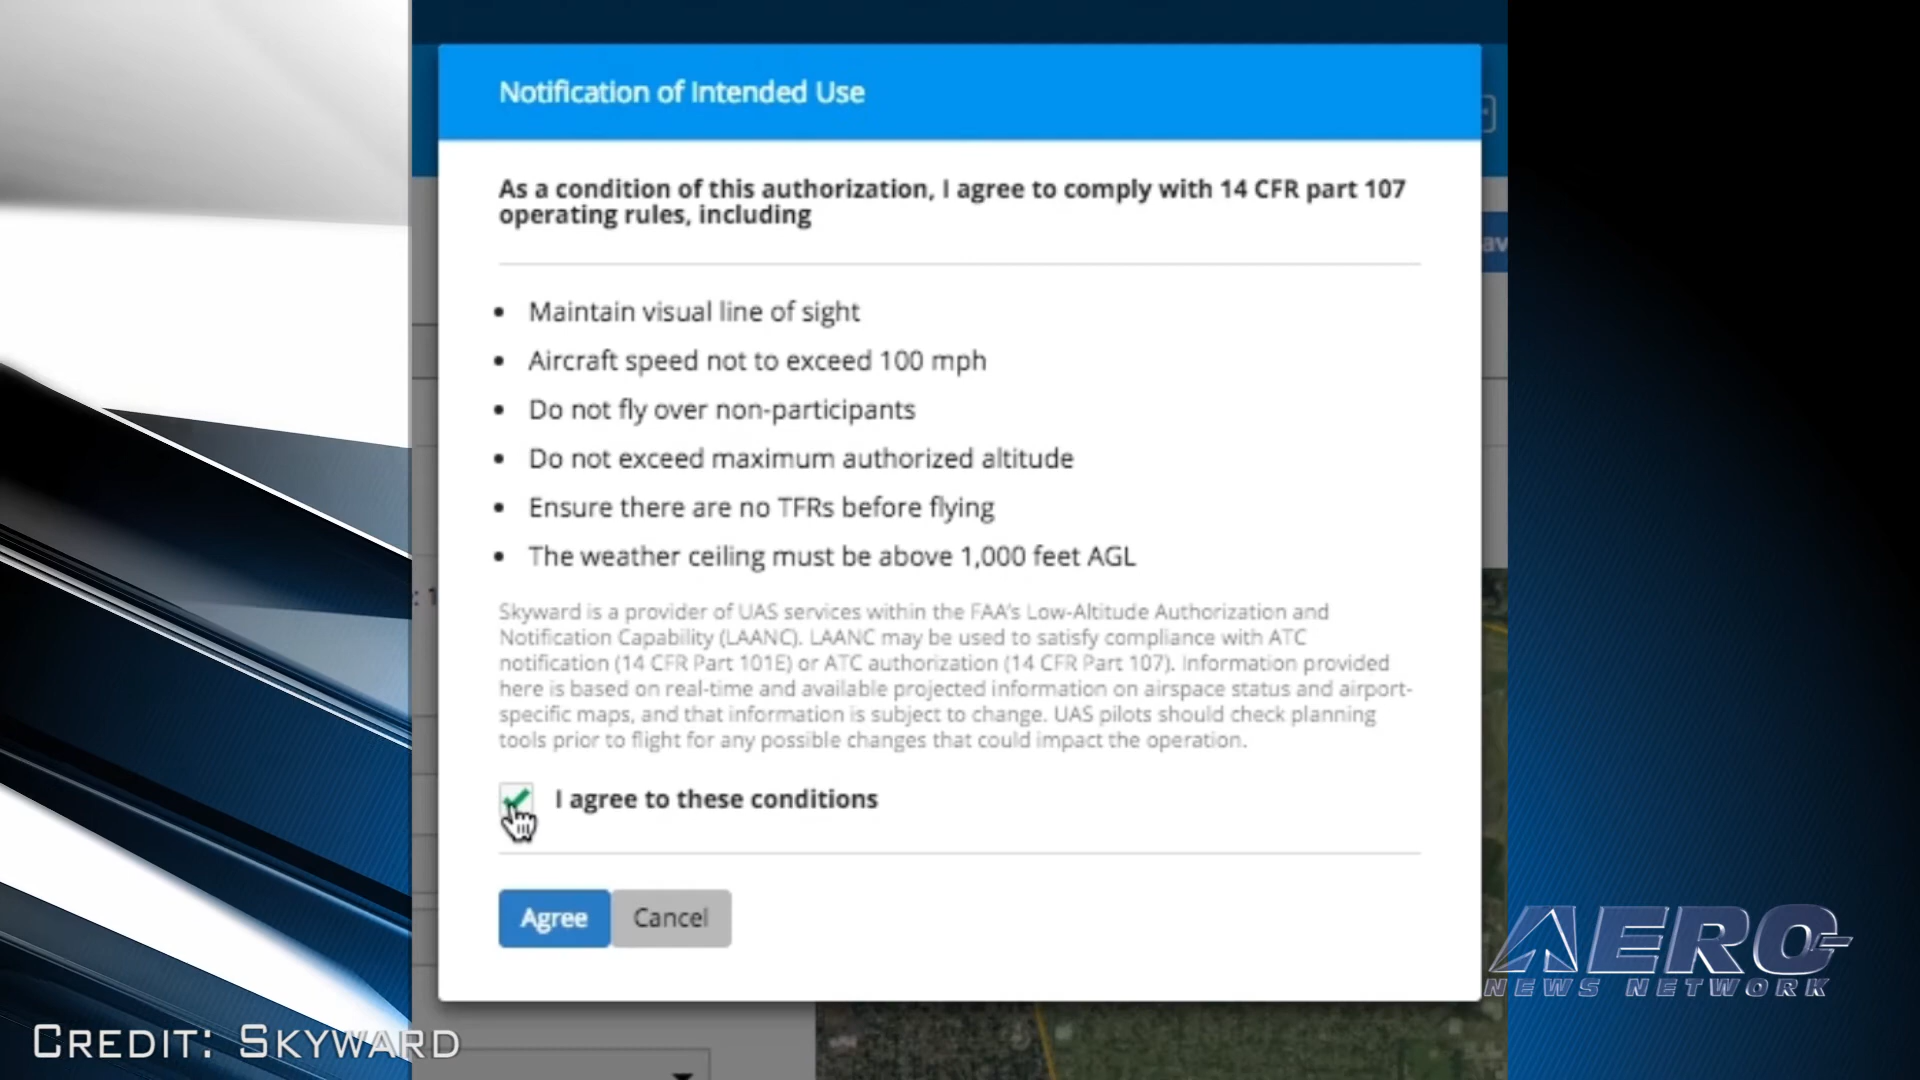 Notification of Intended Use
As a condition of this authorization, I agree to comply with 14 CFR part 107
operating rules, including
• Maintain visual line of sight
• Aircraft speed not to exceed 100 mph
• Do not fly over non-participants
• Do not exceed maximum authorized altitude
• Ensure there are no TFRs before flying
• The weather ceiling must be above 1,000 feet AGL
Skyward is a provider of UAS services within the FAA's Low-Altitude Authorization and
Notification Capability (LAANC). LAANC may be used to satisfy compliance with ATC
notification (14 CFR Part 101E) or ATC authorization (14 CFR Part 107). Information provided
here is based on real-time and available projected information on airspace status and airport-
specific maps, and that information is subject to change. UAS pilots should check planning
tools prior to flight for any possible changes that could impact the operation.
I agree to these conditions
Agree Cancel
AERO-
NEWS NETWORK
CREDIT: SKYWARD